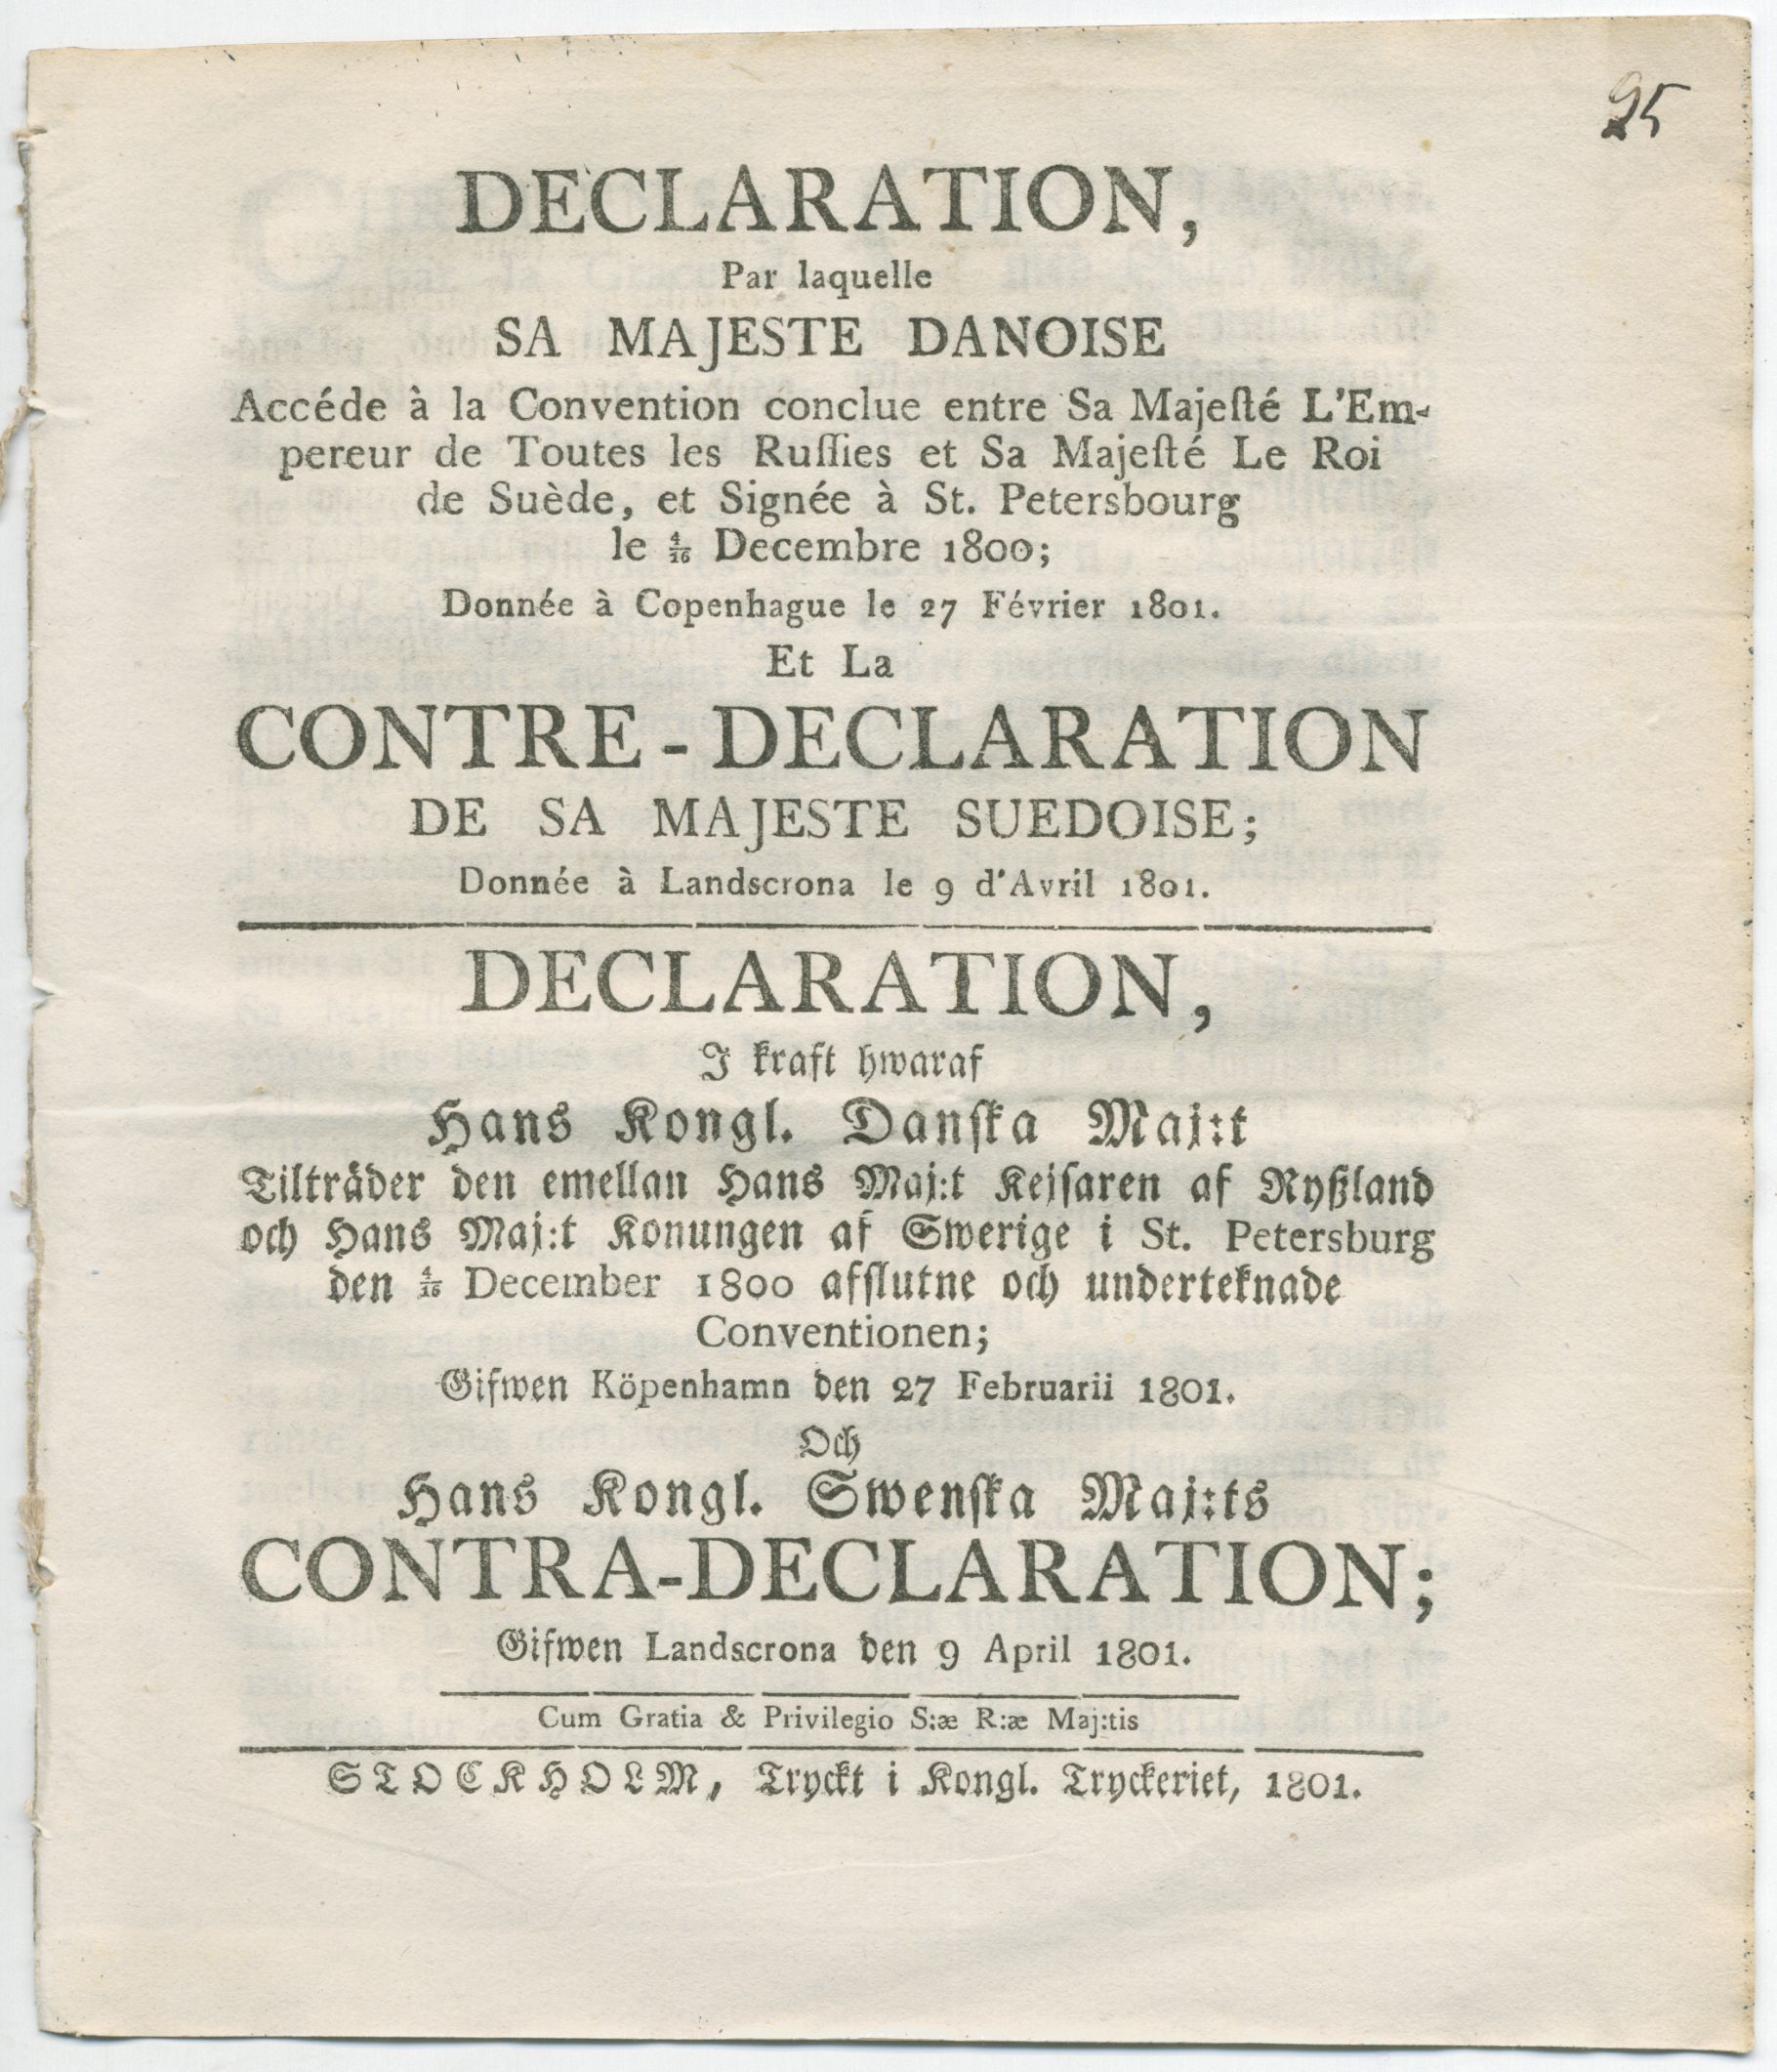 25
DECLARATION,
Par laquelle
SA MAJESTE DANOISE
Accéde à la Convention conclue entre Sa Majeſté L'Em-
pereur de Toutes les Ruſſies et Sa Majeſté Le Roi
de Suède, et Signée à St. Petersbourg
le 4/16 Decembre 1800;
Donnée à Copenhague le 27 Février 1801.
Et La
CONTRE-DECLARATION
DE SA MAJESTE SUEDOISE;
Donnée à Landscrona le 9 d'Avril 1801.
DECLARATION,
I kraft hwaraf
Hans Kongl. Danſka Maj:t
Tilträder den emellan Hans Maj:t Kejſaren af Ryßland
och Hans Maj:t Konungen af Swerige i St. Petersburg
den 4/16 December 1800 afſlutne och underteknade
Conventionen;
Gifwen Köpenhamn den 27 Februarii 1801.
Och
Hans Kongl. Swenſka Maj:ts
CONTRA-DECLARATION;
Gifwen Landscrona den 9 April 1801.
Cum Gratia & Privilegio S:æ R:æ Maj:tis
STOCKHOLM, Tryckt i Kongl. Tryckeriet, 1801.